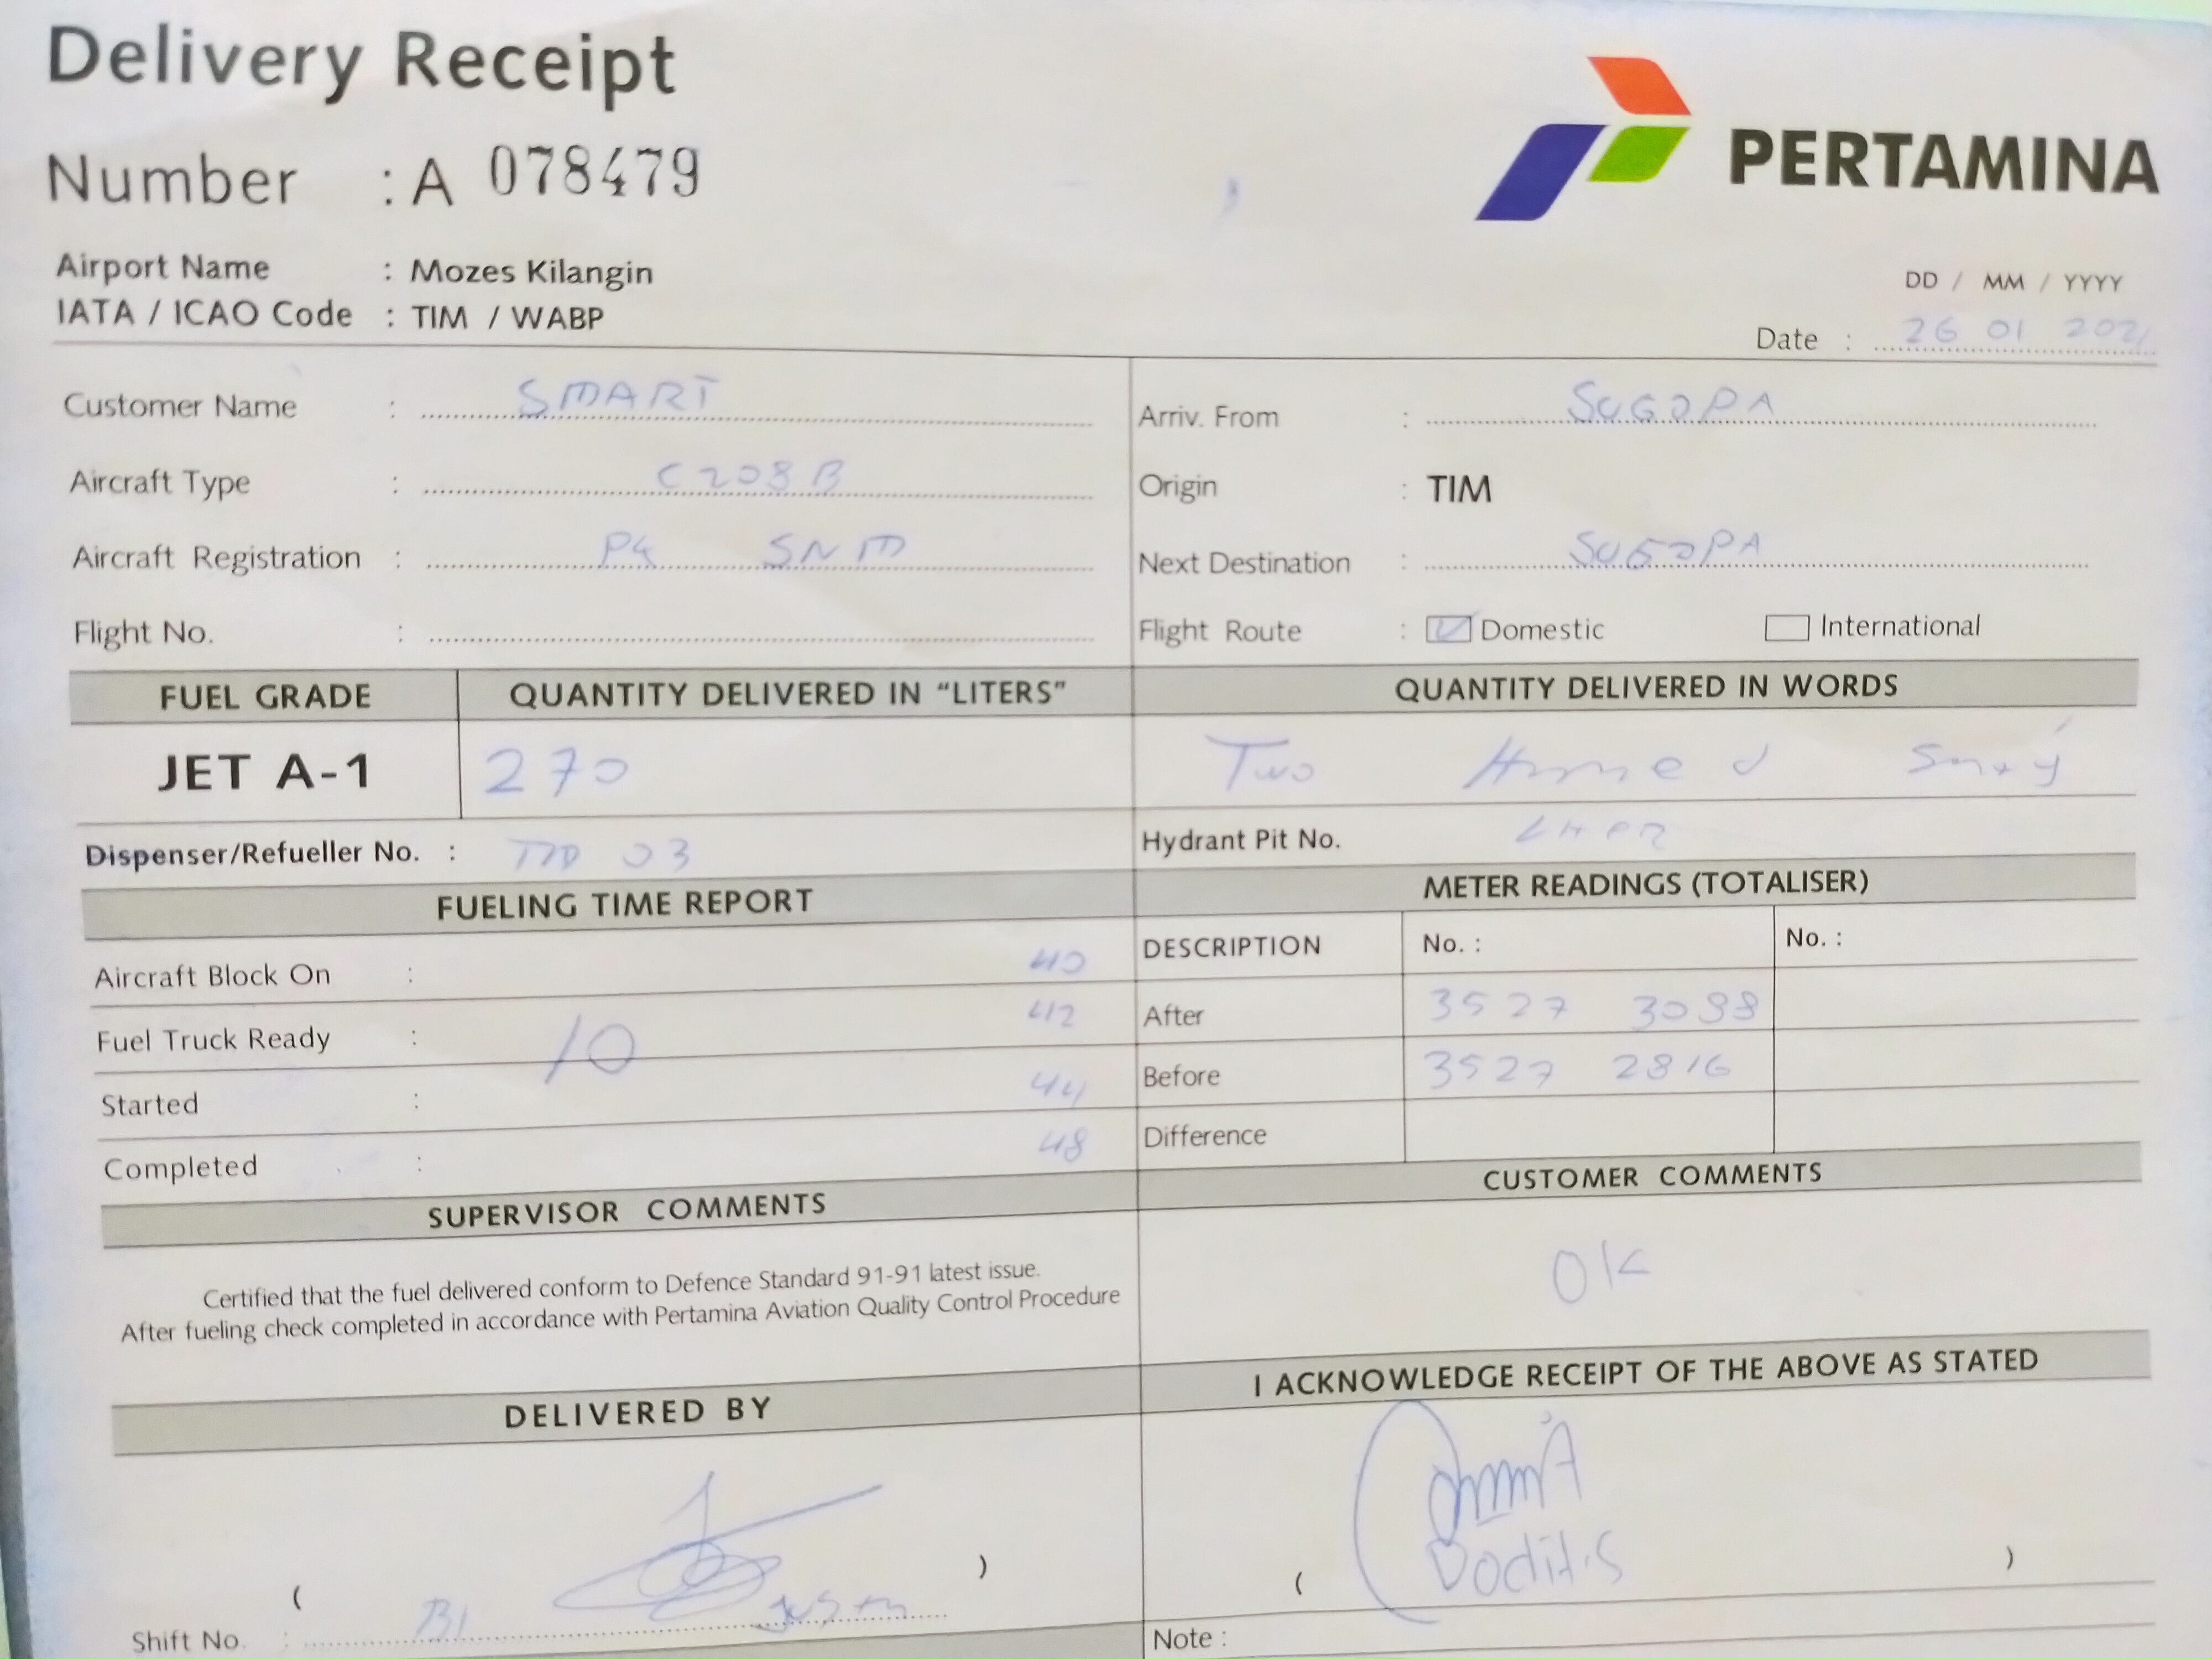 Delivery Receipt
Number : A 078479
PERTAMINA
Airport Name : Mozes Kilangin
IATA / ICAO Code : TIM / WABP
DD / MM / YYYY
Date : 26 01 2021
Customer Name : SMART
Arriv. From : SUGOPA
Aircraft Type : C208B
Origin : TIM
Aircraft Registration : PK SNM
Next Destination : SUGOPA
Flight No. :
Flight Route : Domestic International
FUEL GRADE QUANTITY DELIVERED IN "LITERS" QUANTITY DELIVERED IN WORDS
JET A-1 270 Two
Dispenser/Refueller No. : 03
Hydrant Pit No.
FUELING TIME REPORT METER READINGS (TOTALISER)
DESCRIPTION No. : No. :
Aircraft Block On : 40
After 3527 3088
Fuel Truck Ready : 10 42
Before 3527 2816
Started : 44
Difference
Completed : 48
SUPERVISOR COMMENTS CUSTOMER COMMENTS
OK
Certified that the fuel delivered conform to Defence Standard 91-91 latest issue.
After fueling check completed in accordance with Pertamina Aviation Quality Control Procedure
DELIVERED BY I ACKNOWLEDGE RECEIPT OF THE ABOVE AS STATED
( )
( )
Shift No. : B1
Note :